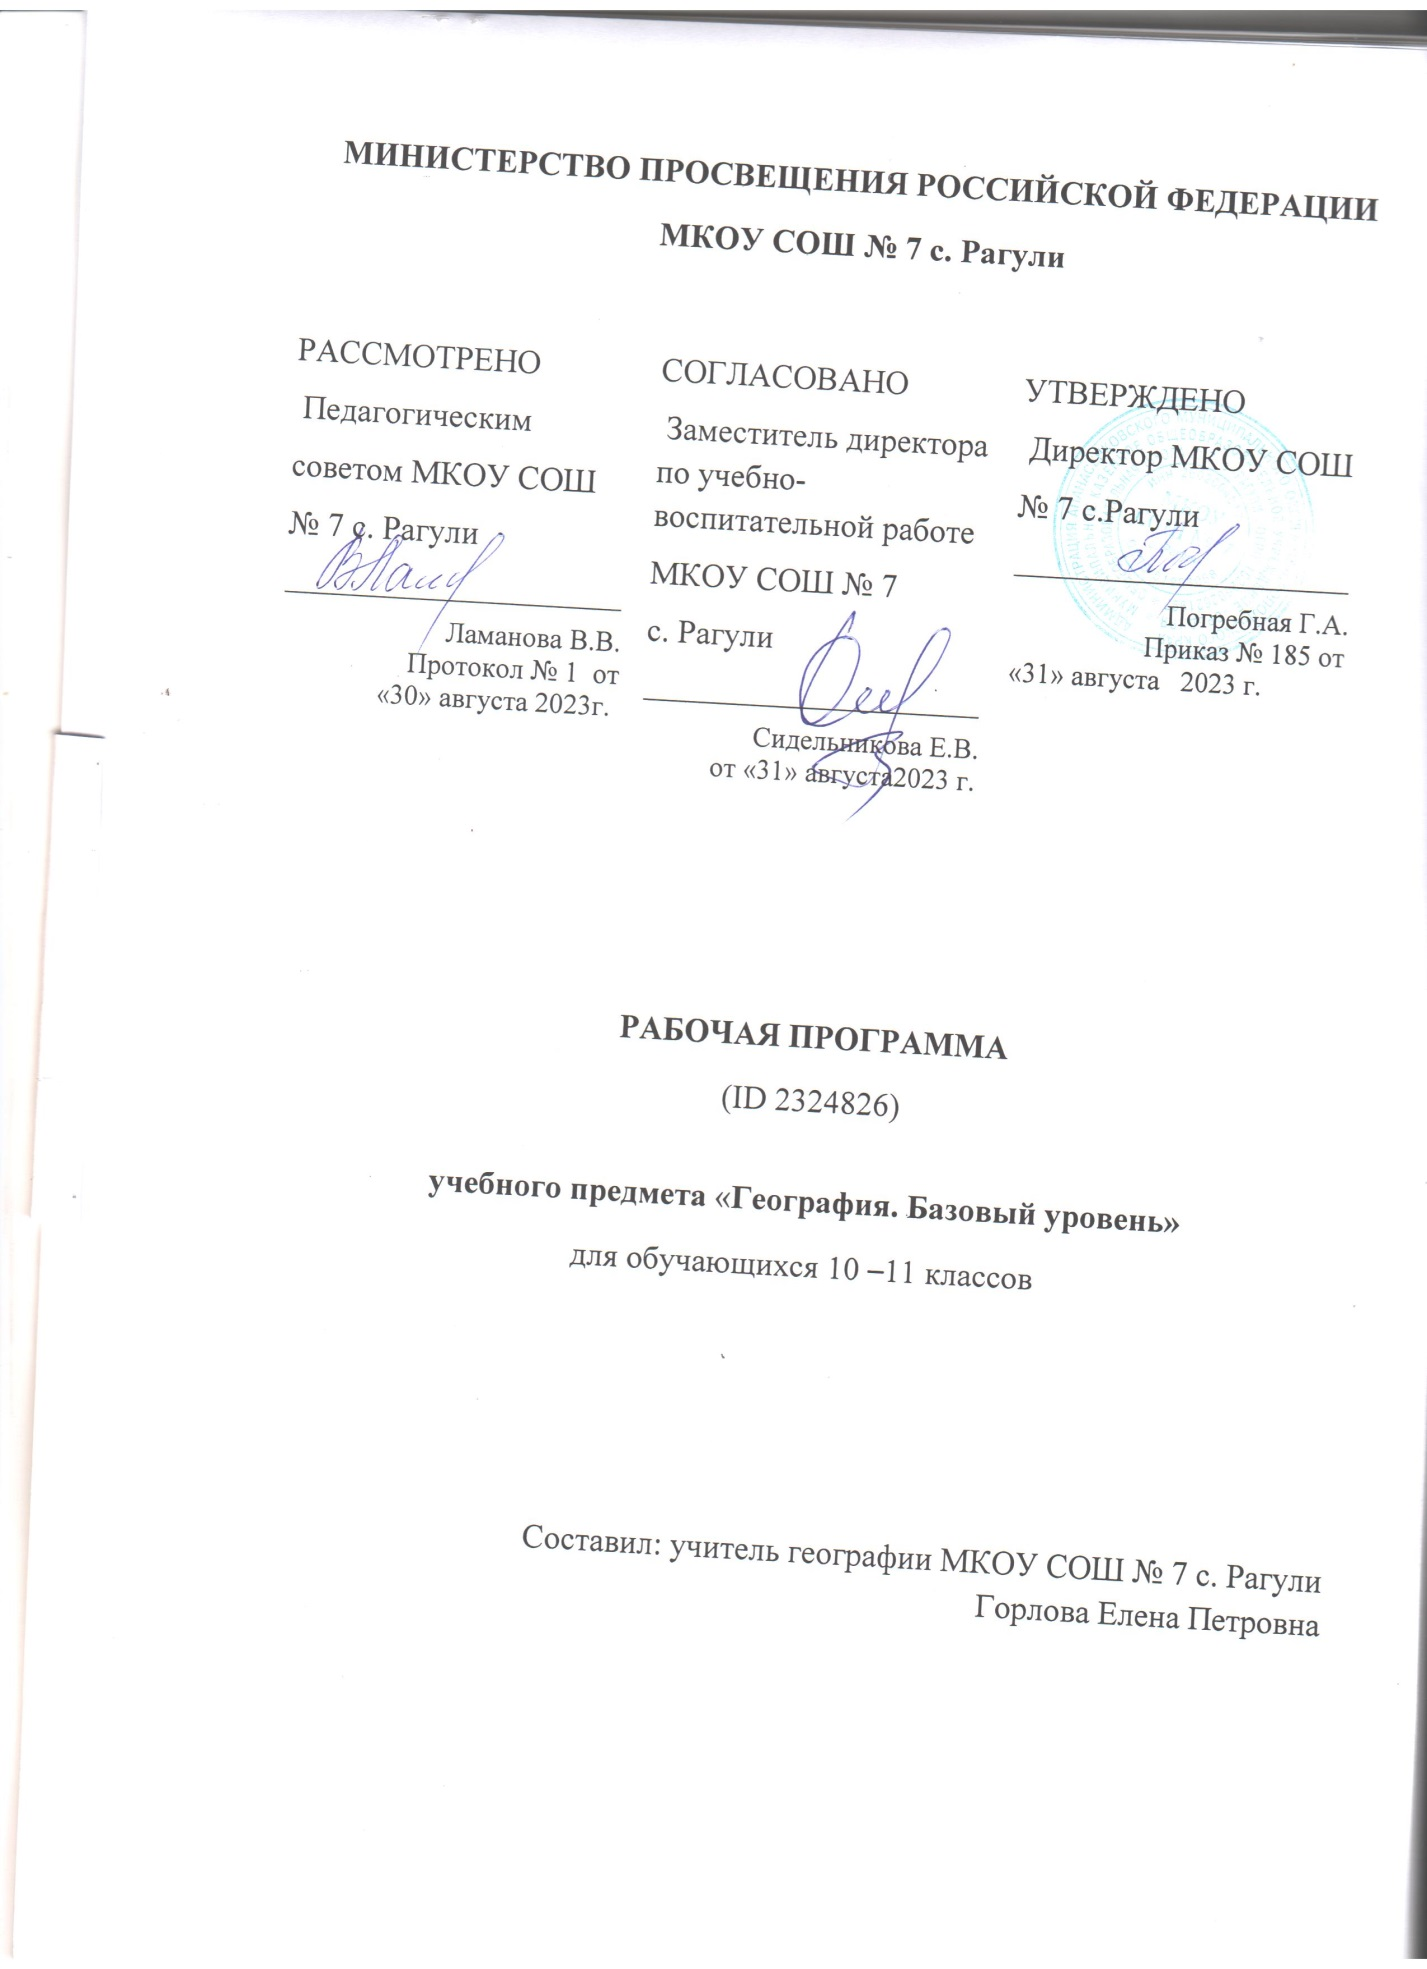 МИНИСТЕРСТВО ПРОСВЕЩЕНИЯ РОССИЙСКОЙ ФЕДЕРАЦИИ
МКОУ СОШ № 7 с. Рагули
РАССМОТРЕНО
Педагогическим
советом МКОУ СОШ
№ 7 с. Рагули
Ламанова В.В.
Протокол № 1 от
«30» августа 2023г.
СОГЛАСОВАНО
Заместитель директора
по учебно-
воспитательной работе
МКОУ СОШ № 7
с. Рагули
Сидельникова Е.В.
от «31» августа2023 г.
УТВЕРЖДЕНО
Директор МКОУ СОШ
№ 7 с.Рагули
Погребная Г.А.
Приказ № 185 от
«31» августа 2023 г.
РАБОЧАЯ ПРОГРАММА
(ID 2324826)
учебного предмета «География. Базовый уровень»
для обучающихся 10 –11 классов
Составил: учитель географии МКОУ СОШ № 7 с. Рагули
Горлова Елена Петровна